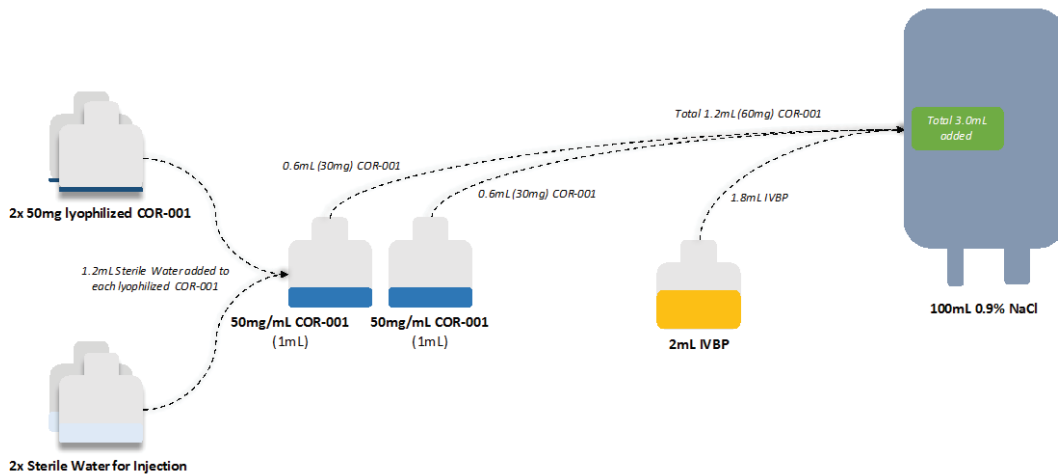 2x 50mg lyophilized COR-001
1.2mL Sterile Water added to
each lyophilized COR-001
2x Sterile Water for Injection
0.6mL (30mg) COR-001
0.6mL (30mg) COR-001
50mg/mL COR-001
(1mL)
50mg/mL COR-001
(1mL)
Total 1.2mL (60mg) COR-001
1.8mL IVBP
2mL IVBP
Total 3.0mL
added
100mL 0.9% NaCl